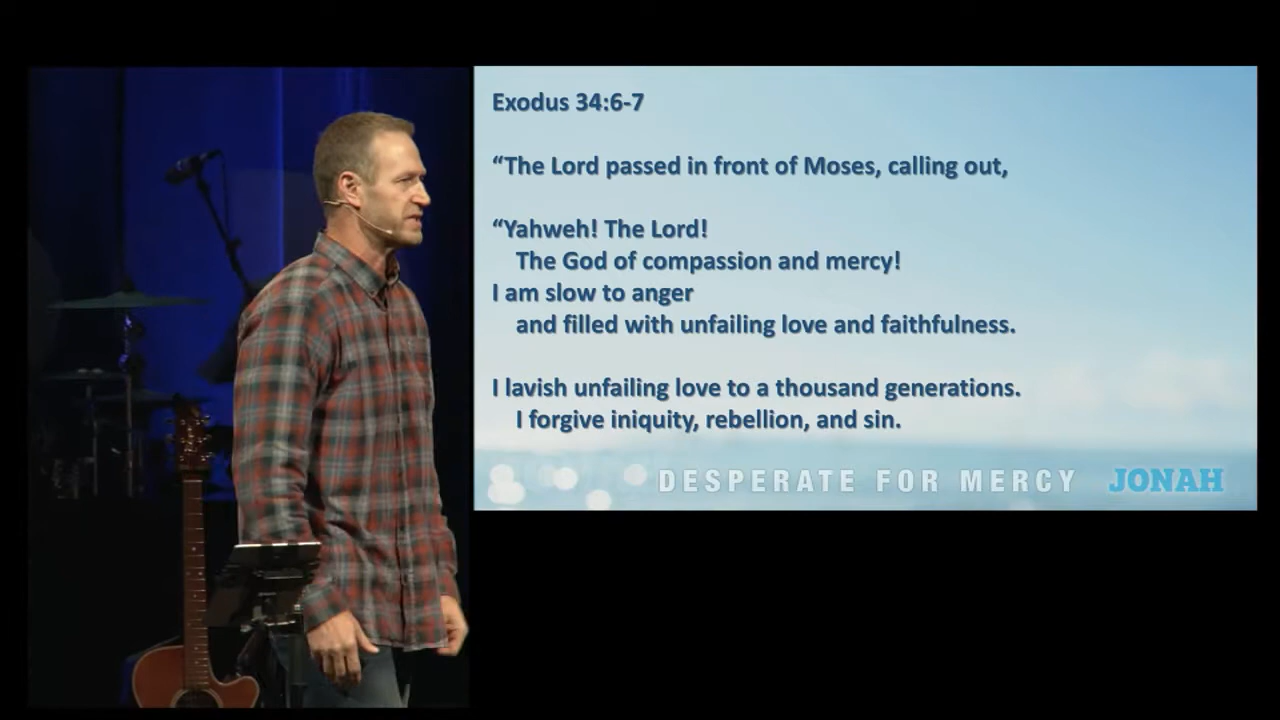 Exodus 34:6-7
“The Lord passed in front of Moses, calling out,
“Yahweh! The Lord!
The God of compassion and mercy!
I am slow to anger
and filled with unfailing love and faithfulness.
I lavish unfailing love to a thousand generations.
I forgive iniquity, rebellion, and sin.
DESPERATE FOR MERCY JONAH